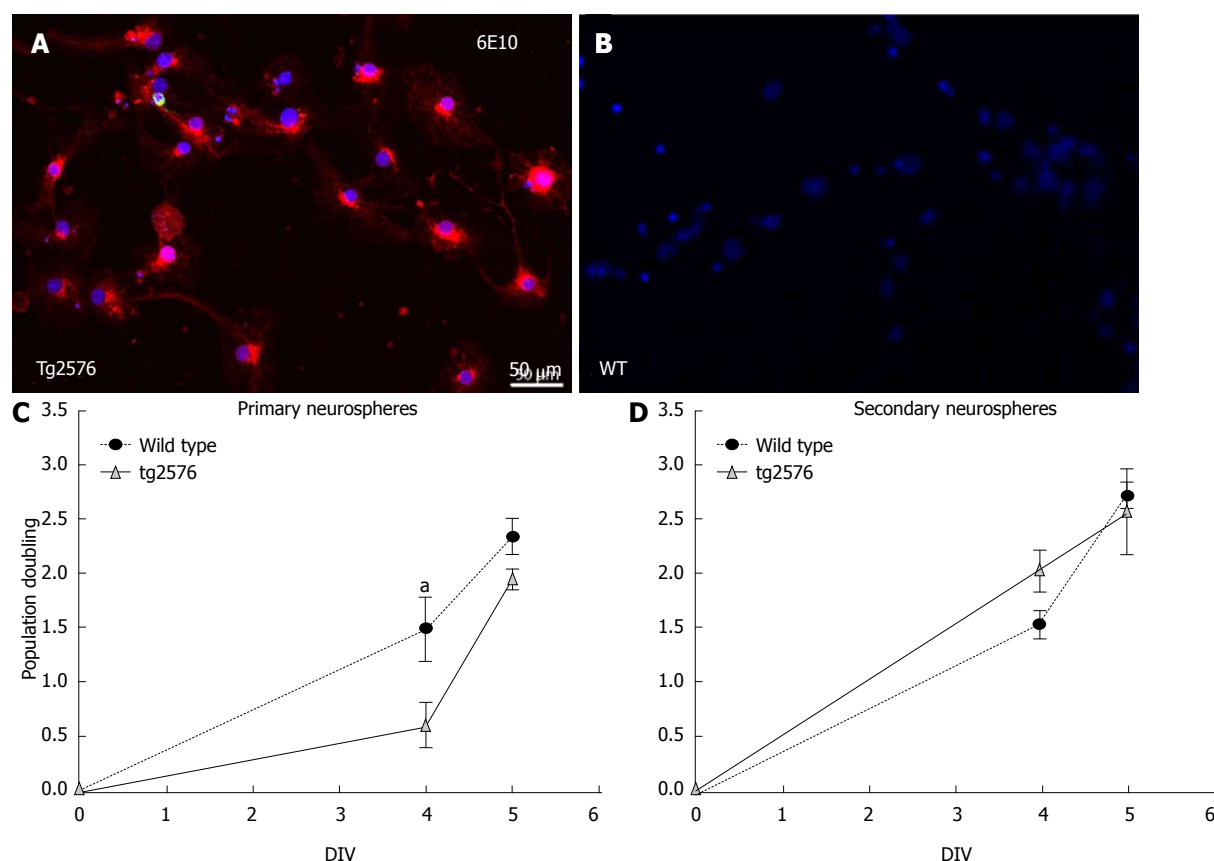 A
6E10
Tg2576
50 μm
50 μm
B
WT
C
Primary neurospheres
3.5
3.0
2.5
2.0
1.5
1.0
0.5
0.0
Population doubling
Wild type
tg2576
a
0 1 2 3 4 5 6
DIV
D
Secondary neurospheres
3.5
3.0
2.5
2.0
1.5
1.0
0.5
0.0
Wild type
tg2576
0 1 2 3 4 5 6
DIV